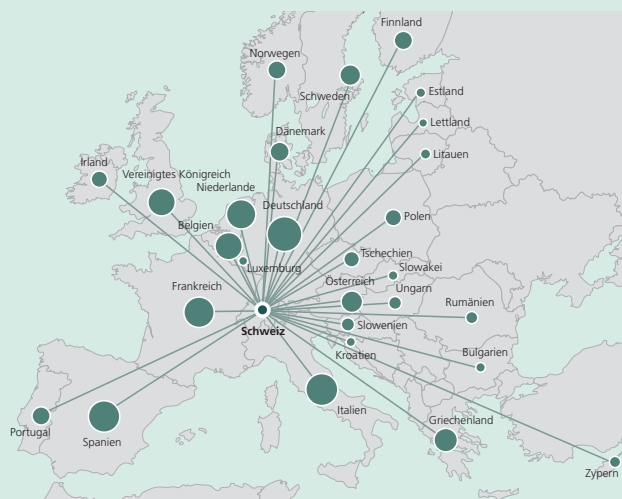 Finnland
Norwegen
Schweden
Estland
Lettland
Dänemark
Litauen
Irland
Vereinigtes Königreich
Niederlande
Deutschland
Polen
Belgien
Tschechien
Luxemburg
Slowakei
Österreich
Ungarn
Frankreich
Rumänien
Schweiz
Slowenien
Kroatien
Bulgarien
Italien
Griechenland
Portugal
Spanien
Zypern